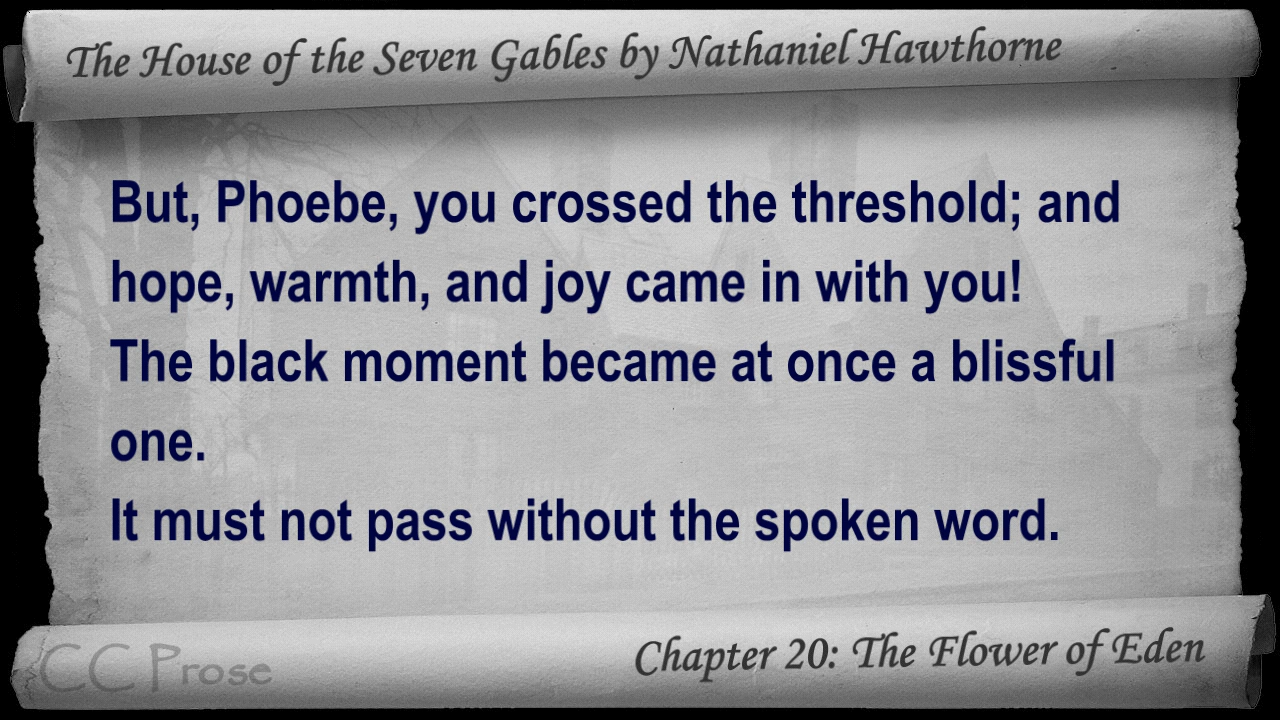 The House of the Seven Gables by Nathaniel Hawthorne
But, Phoebe, you crossed the threshold; and
hope, warmth, and joy came in with you!
The black moment became at once a blissful
one.
It must not pass without the spoken word.
CC Prose
Chapter 20: The Flower of Eden